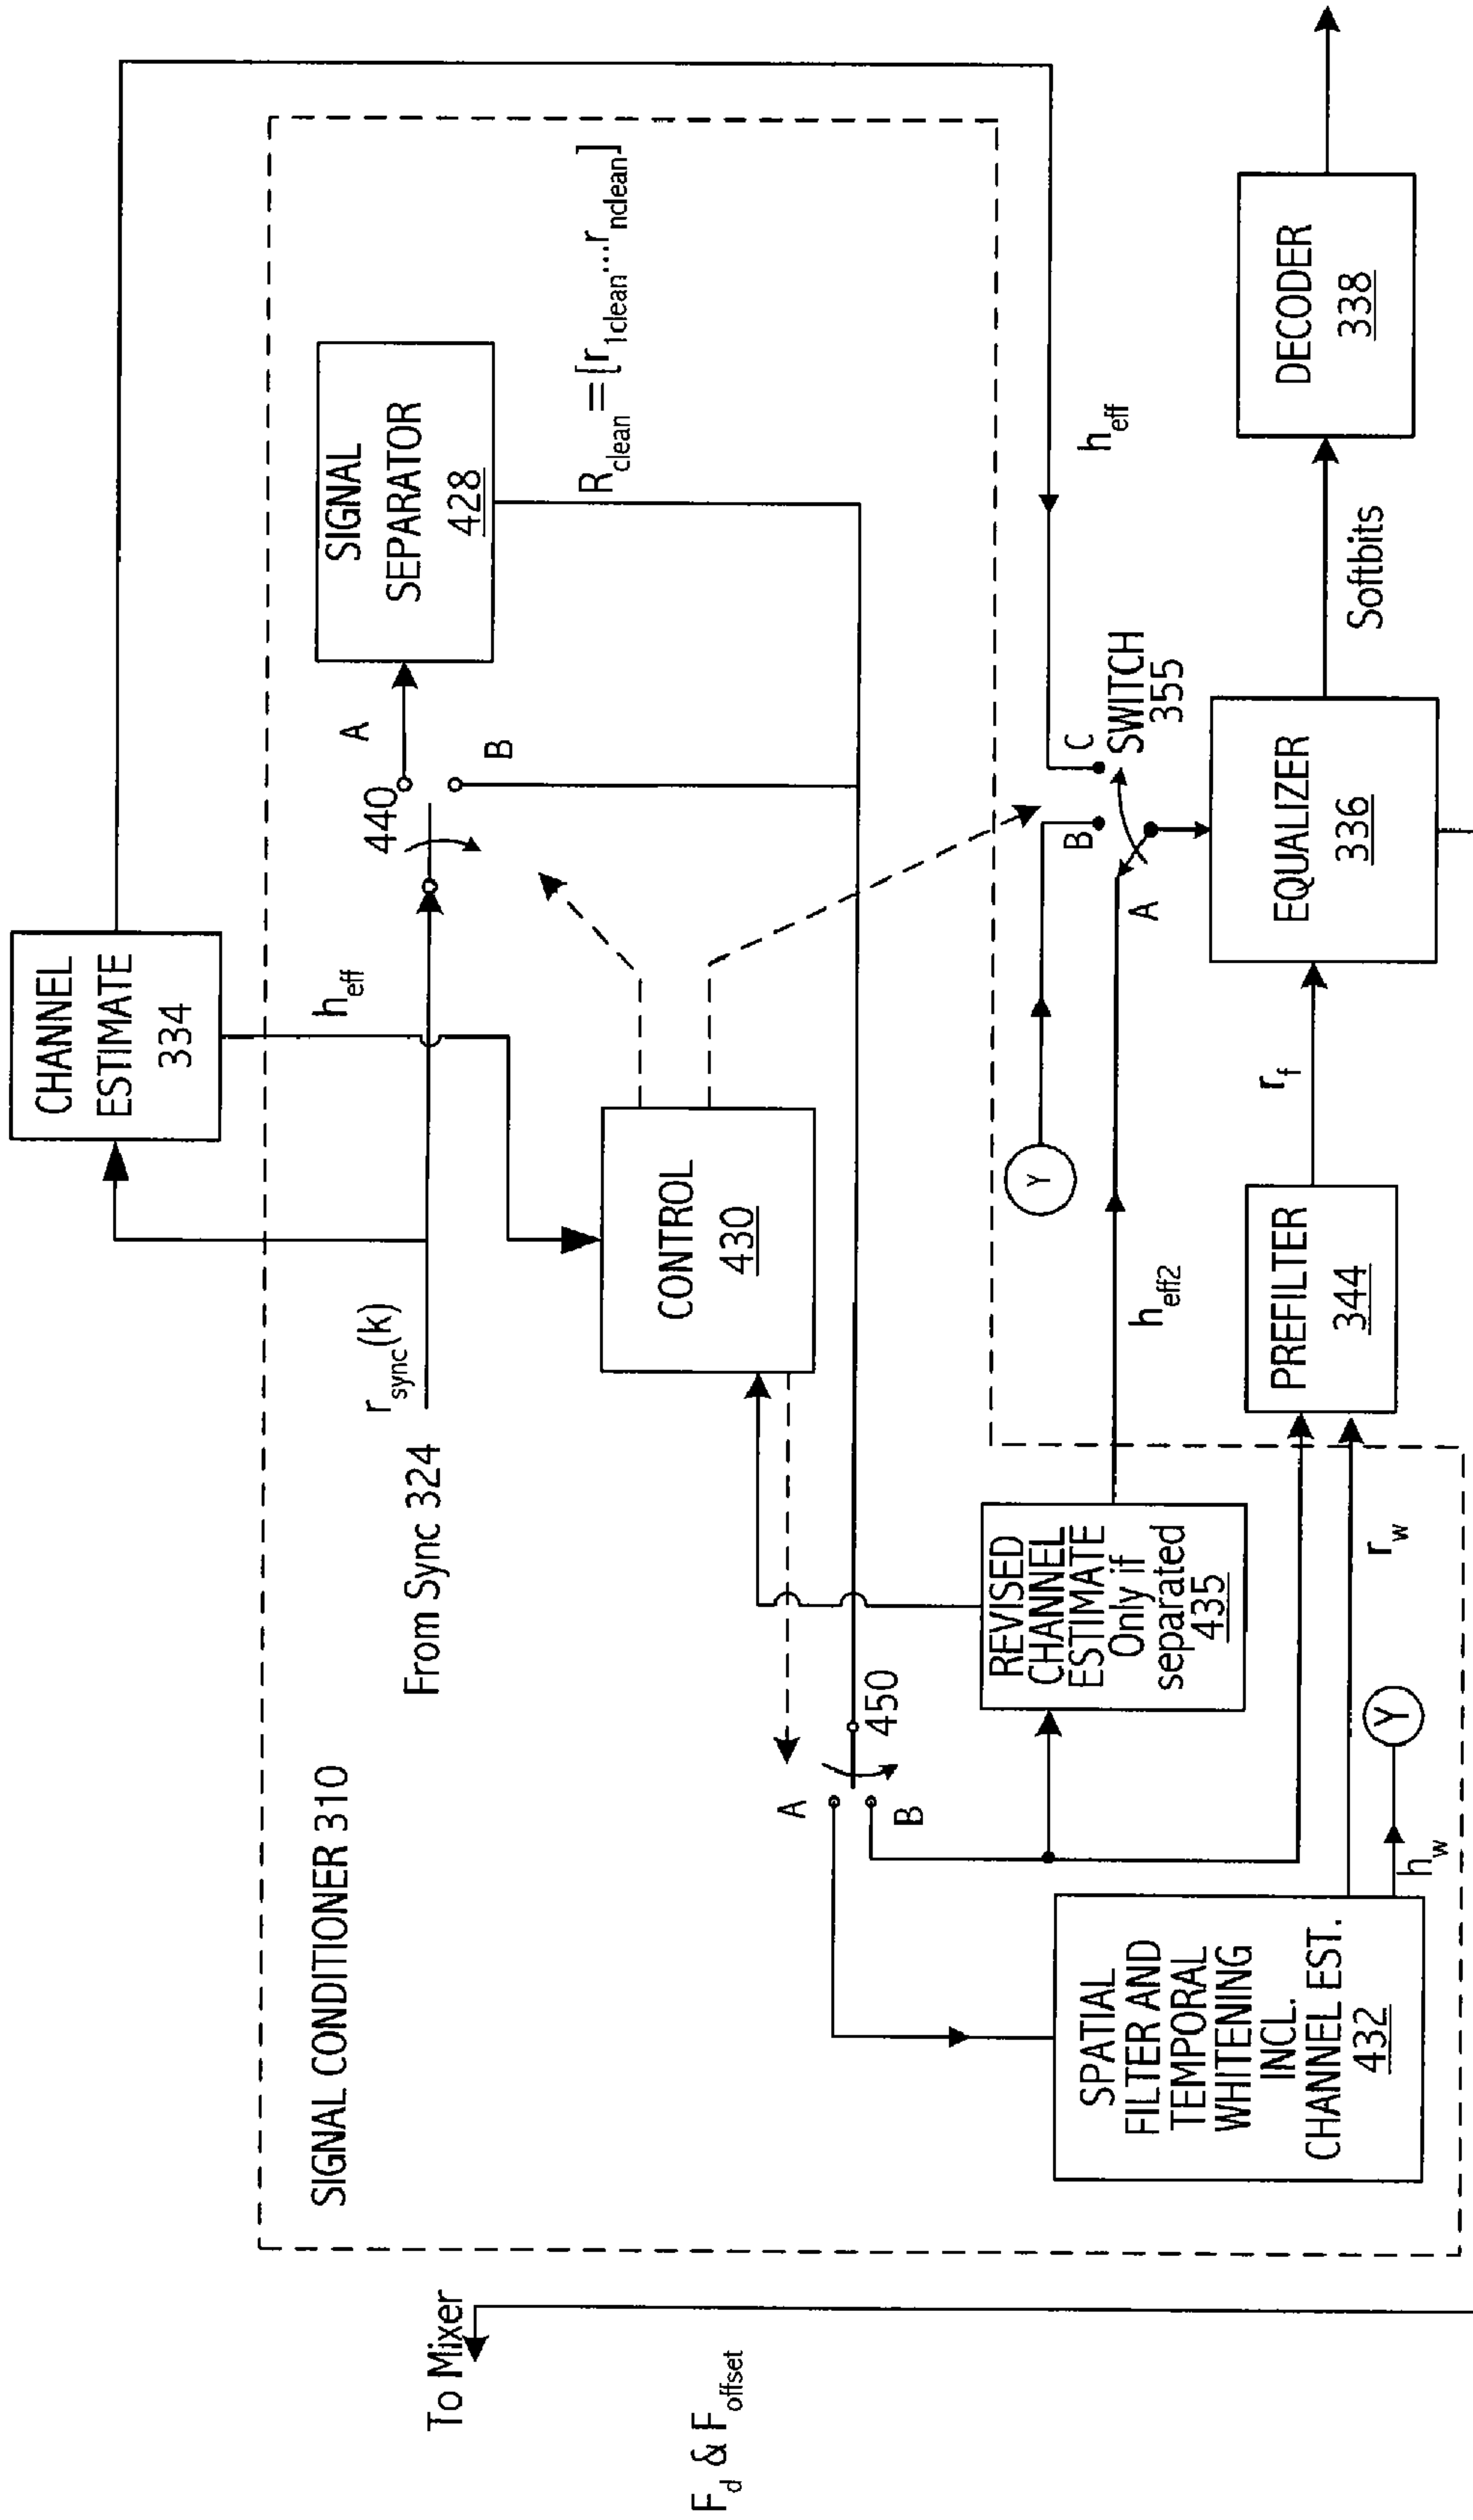 CHANNEL
ESTIMATE
334
SIGNAL CONDITIONER 310
From Sync 324
r_sync(k)
h_eff
440
A
B
SIGNAL
SEPARATOR
428
R_clean=[r_1clean...r_nclean]
To Mixer
F_d & F_offset
CONTROL
430
A
B
450
REVISED
CHANNEL
ESTIMATE
Only if
separated
435
h_eff2
Y
A
B
C
SWITCH
355
h_eff
SPATIAL
FILTER AND
TEMPORAL
WHITENING
INCL.
CHANNEL EST.
432
h_w
Y
r_w
PREFILTER
344
r_f
EQUALIZER
336
Softbits
DECODER
338